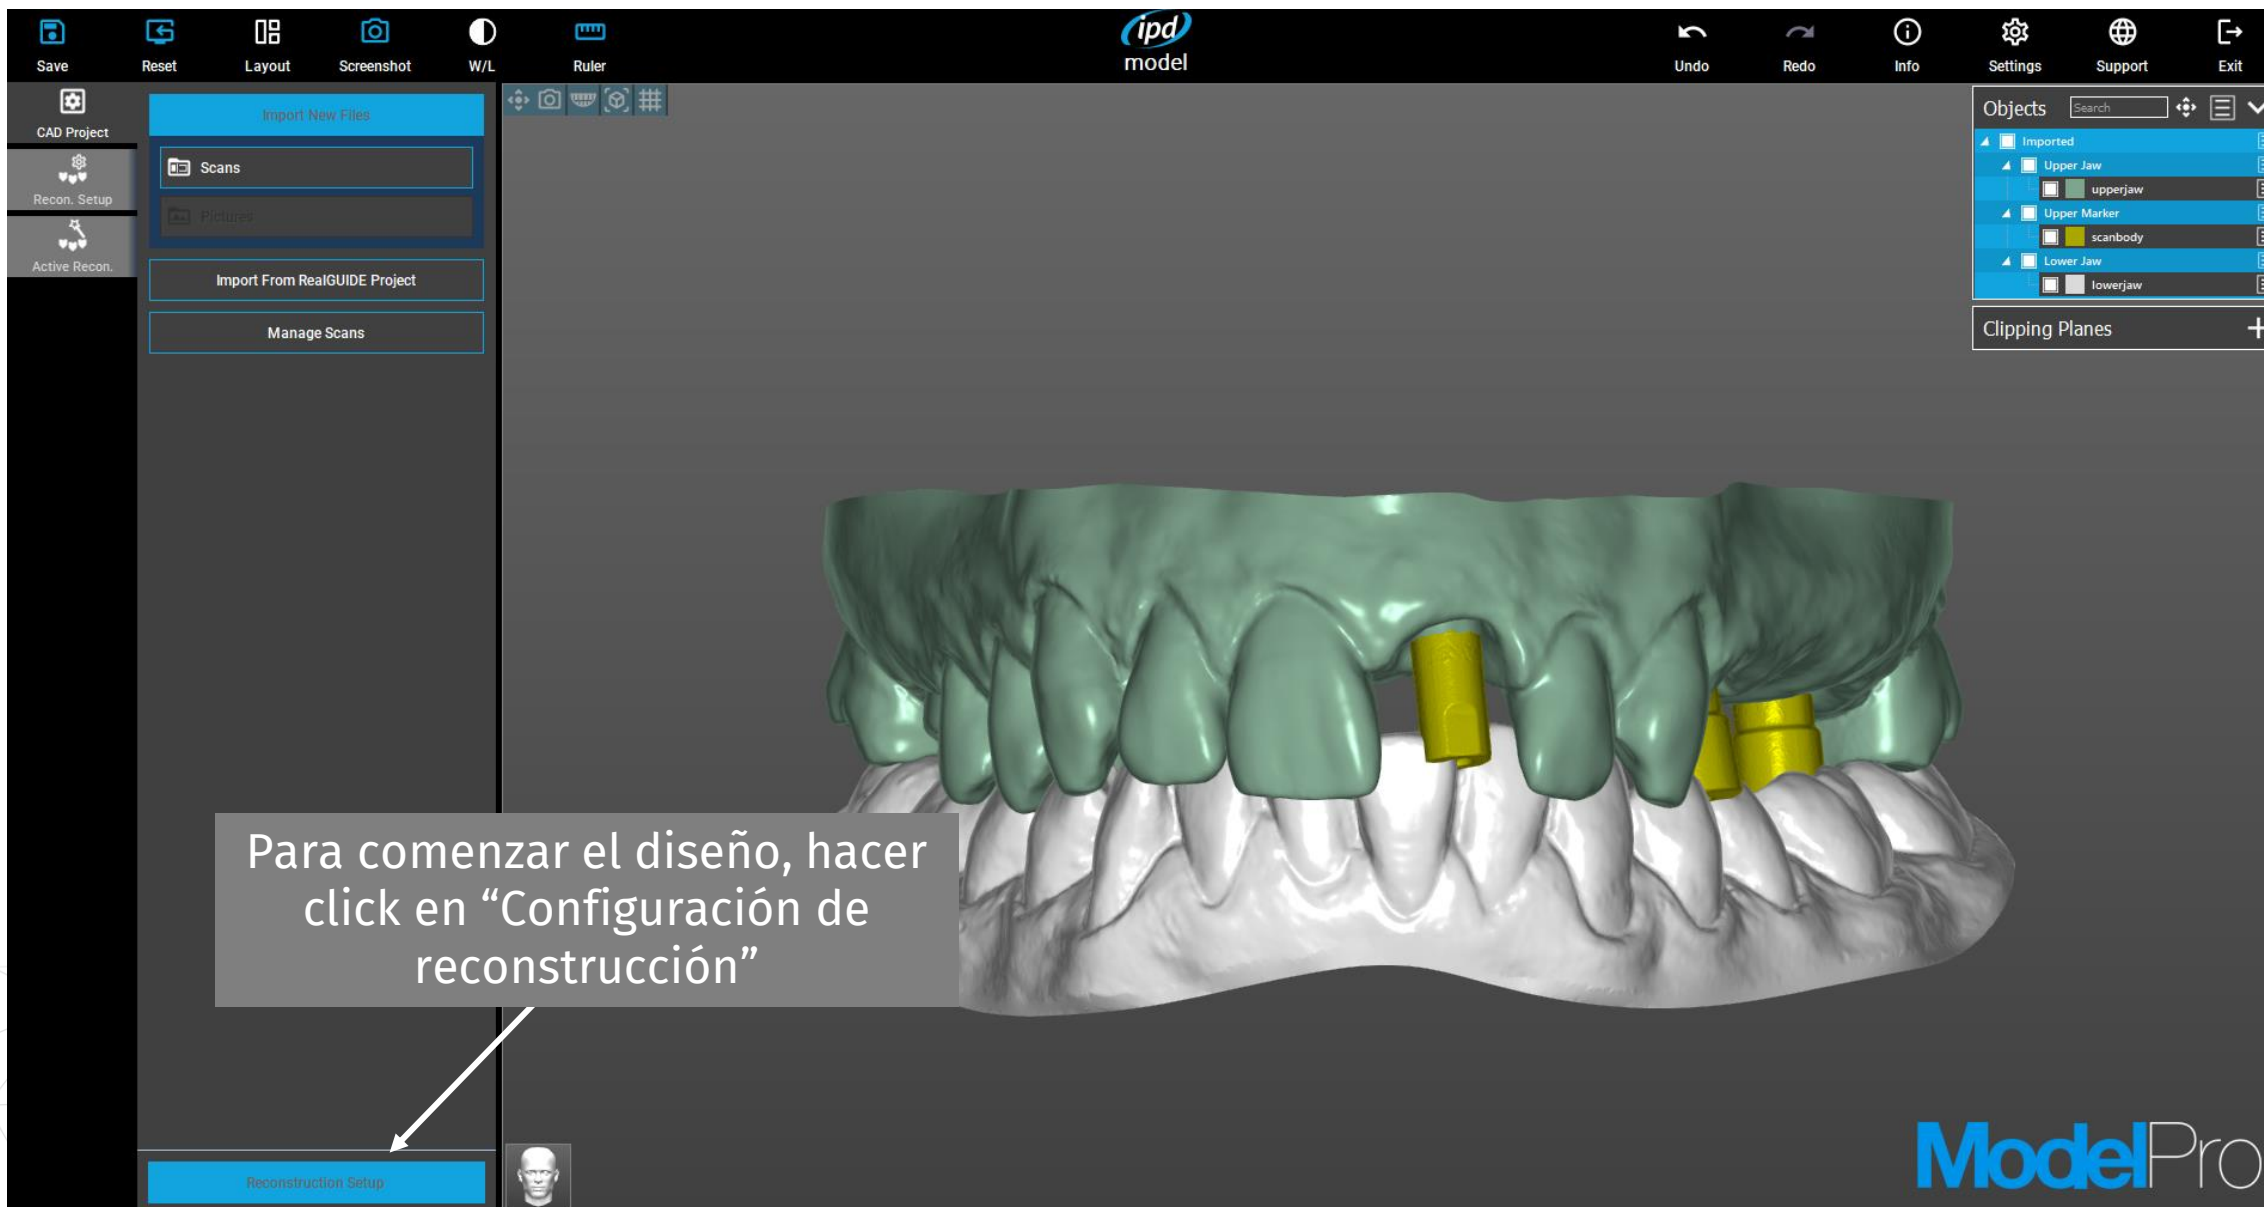 Save
Reset
Layout
Screenshot
W/L
Ruler
ipd
model
Undo
Redo
Info
Settings
Support
Exit
CAD Project
Recon. Setup
Active Recon.
Import New Files
Scans
Pictures
Import From RealGUIDE Project
Manage Scans
Objects
Search
Imported
Upper Jaw
upperjaw
Upper Marker
scanbody
Lower Jaw
lowerjaw
Clipping Planes
Para comenzar el diseño, hacer
click en “Configuración de
reconstrucción”
Reconstruction Setup
ModelPro